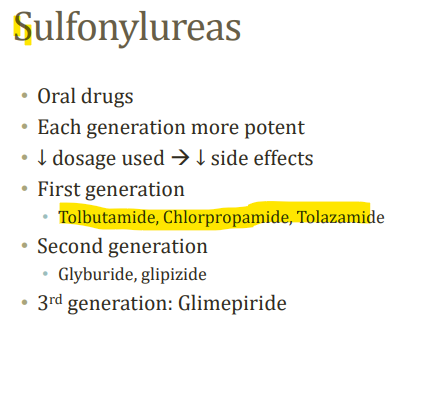 Sulfonylureas
• Oral drugs
• Each generation more potent
• ↓ dosage used → ↓ side effects
• First generation
• Tolbutamide, Chlorpropamide, Tolazamide
• Second generation
• Glyburide, glipizide
• 3rd generation: Glimepiride